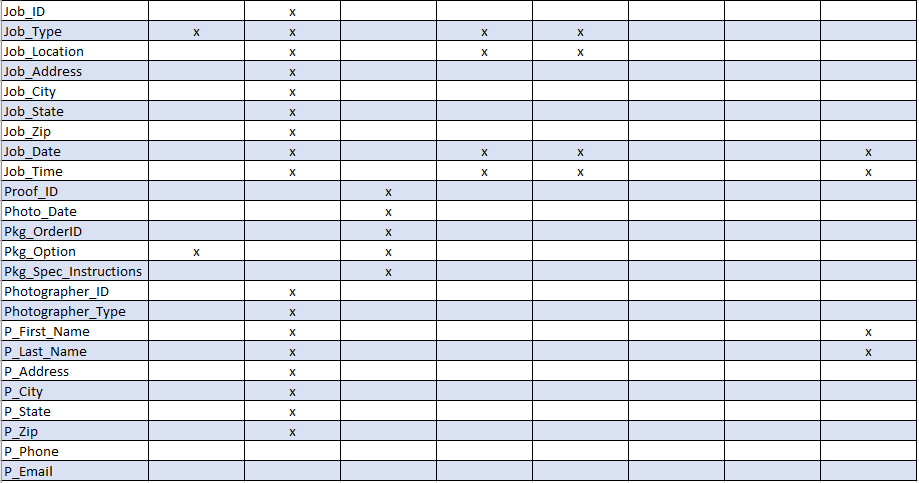 Job_ID x
Job_Type x x x x
Job_Location x x x
Job_Address x
Job_City x
Job_State x
Job_Zip x
Job_Date x x x x
Job_Time x x x x
Proof_ID x
Photo_Date x
Pkg_OrderID x
Pkg_Option x x
Pkg_Spec_Instructions x
Photographer_ID x
Photographer_Type x
P_First_Name x x
P_Last_Name x x
P_Address x
P_City x
P_State x
P_Zip x
P_Phone
P_Email